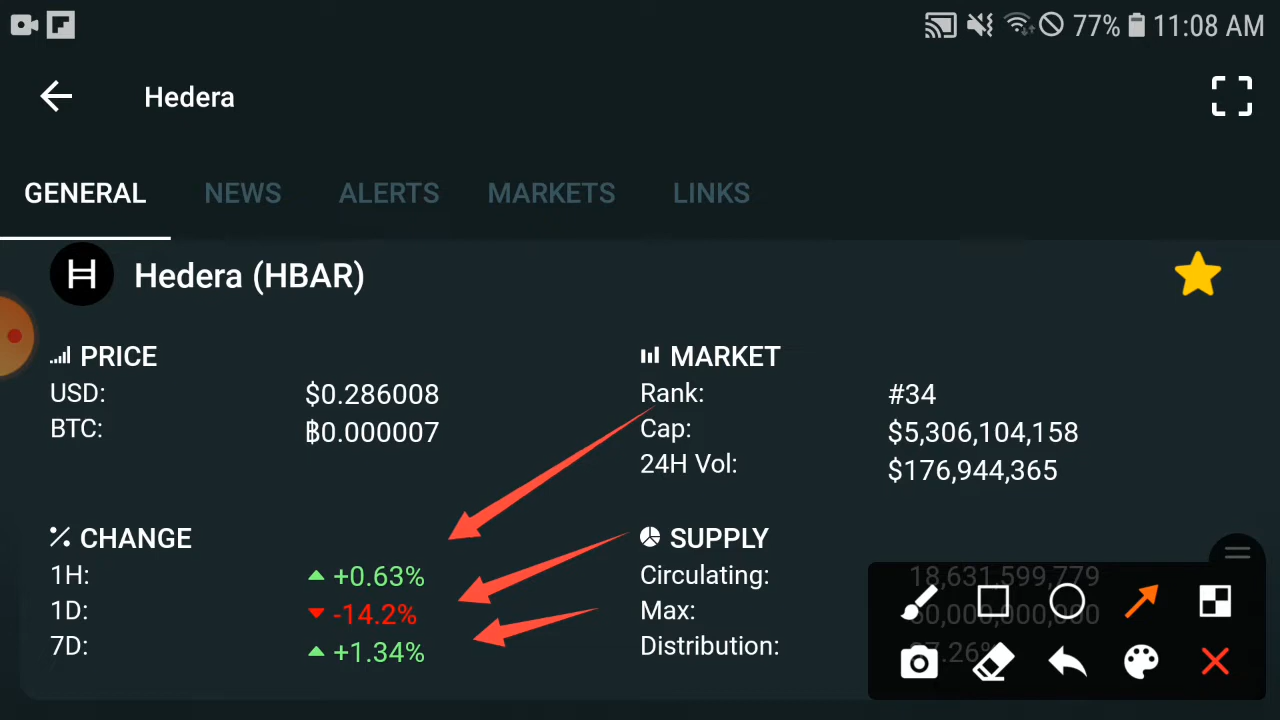 77% 11:08 AM
Hedera
GENERAL NEWS ALERTS MARKETS LINKS
Hedera (HBAR)
PRICE
USD: $0.286008
BTC: ฿0.000007
MARKET
Rank: #34
Cap: $5,306,104,158
24H Vol: $176,944,365
CHANGE
1H: +0.63%
1D: -14.2%
7D: +1.34%
SUPPLY
Circulating: 18,631,599,779
Max:
Distribution: